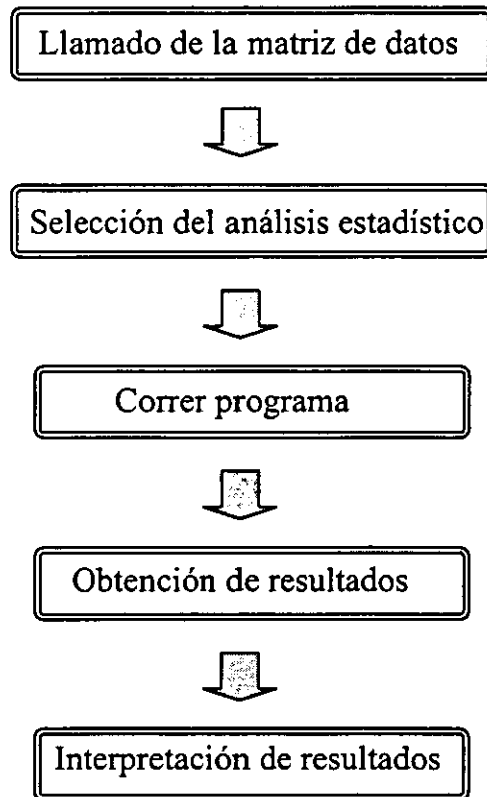 Llamado de la matriz de datos
Selección del análisis estadístico
Correr programa
Obtención de resultados
Interpretación de resultados